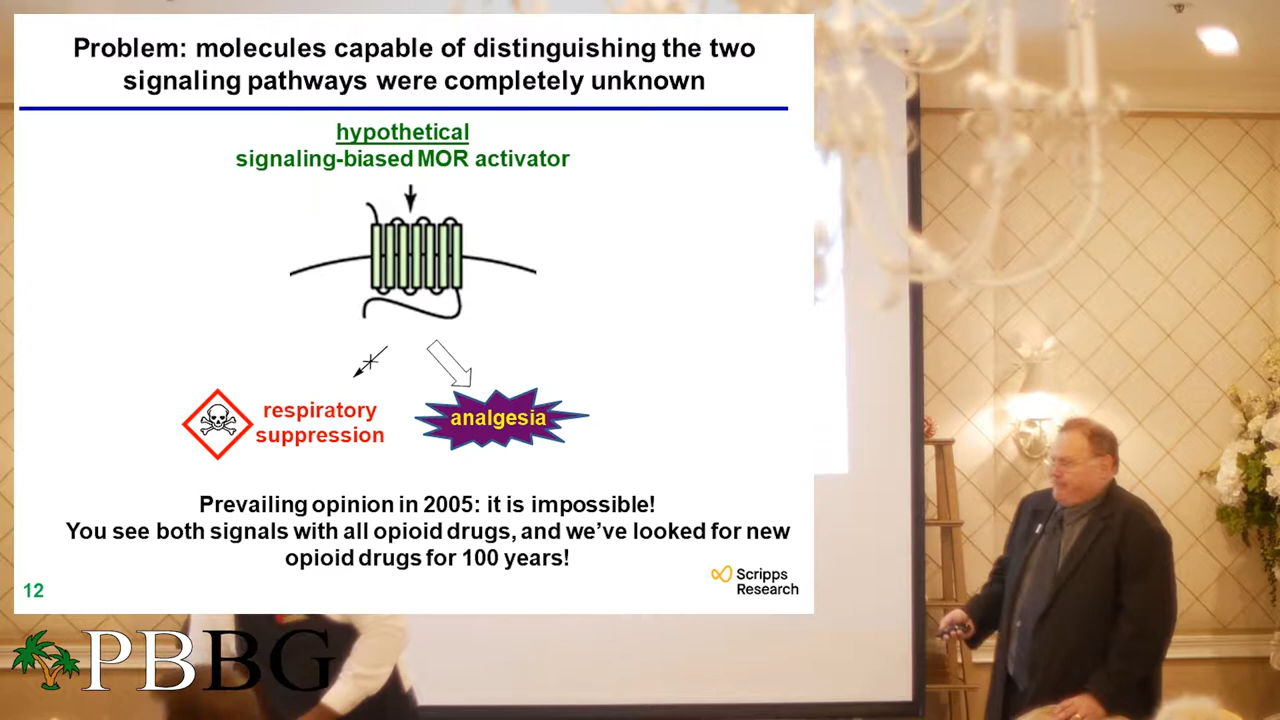 Problem: molecules capable of distinguishing the two
signaling pathways were completely unknown
hypothetical
signaling-biased MOR activator
respiratory
suppression
analgesia
Prevailing opinion in 2005: it is impossible!
You see both signals with all opioid drugs, and we’ve looked for new
opioid drugs for 100 years!
12
Scripps
Research
PBBG